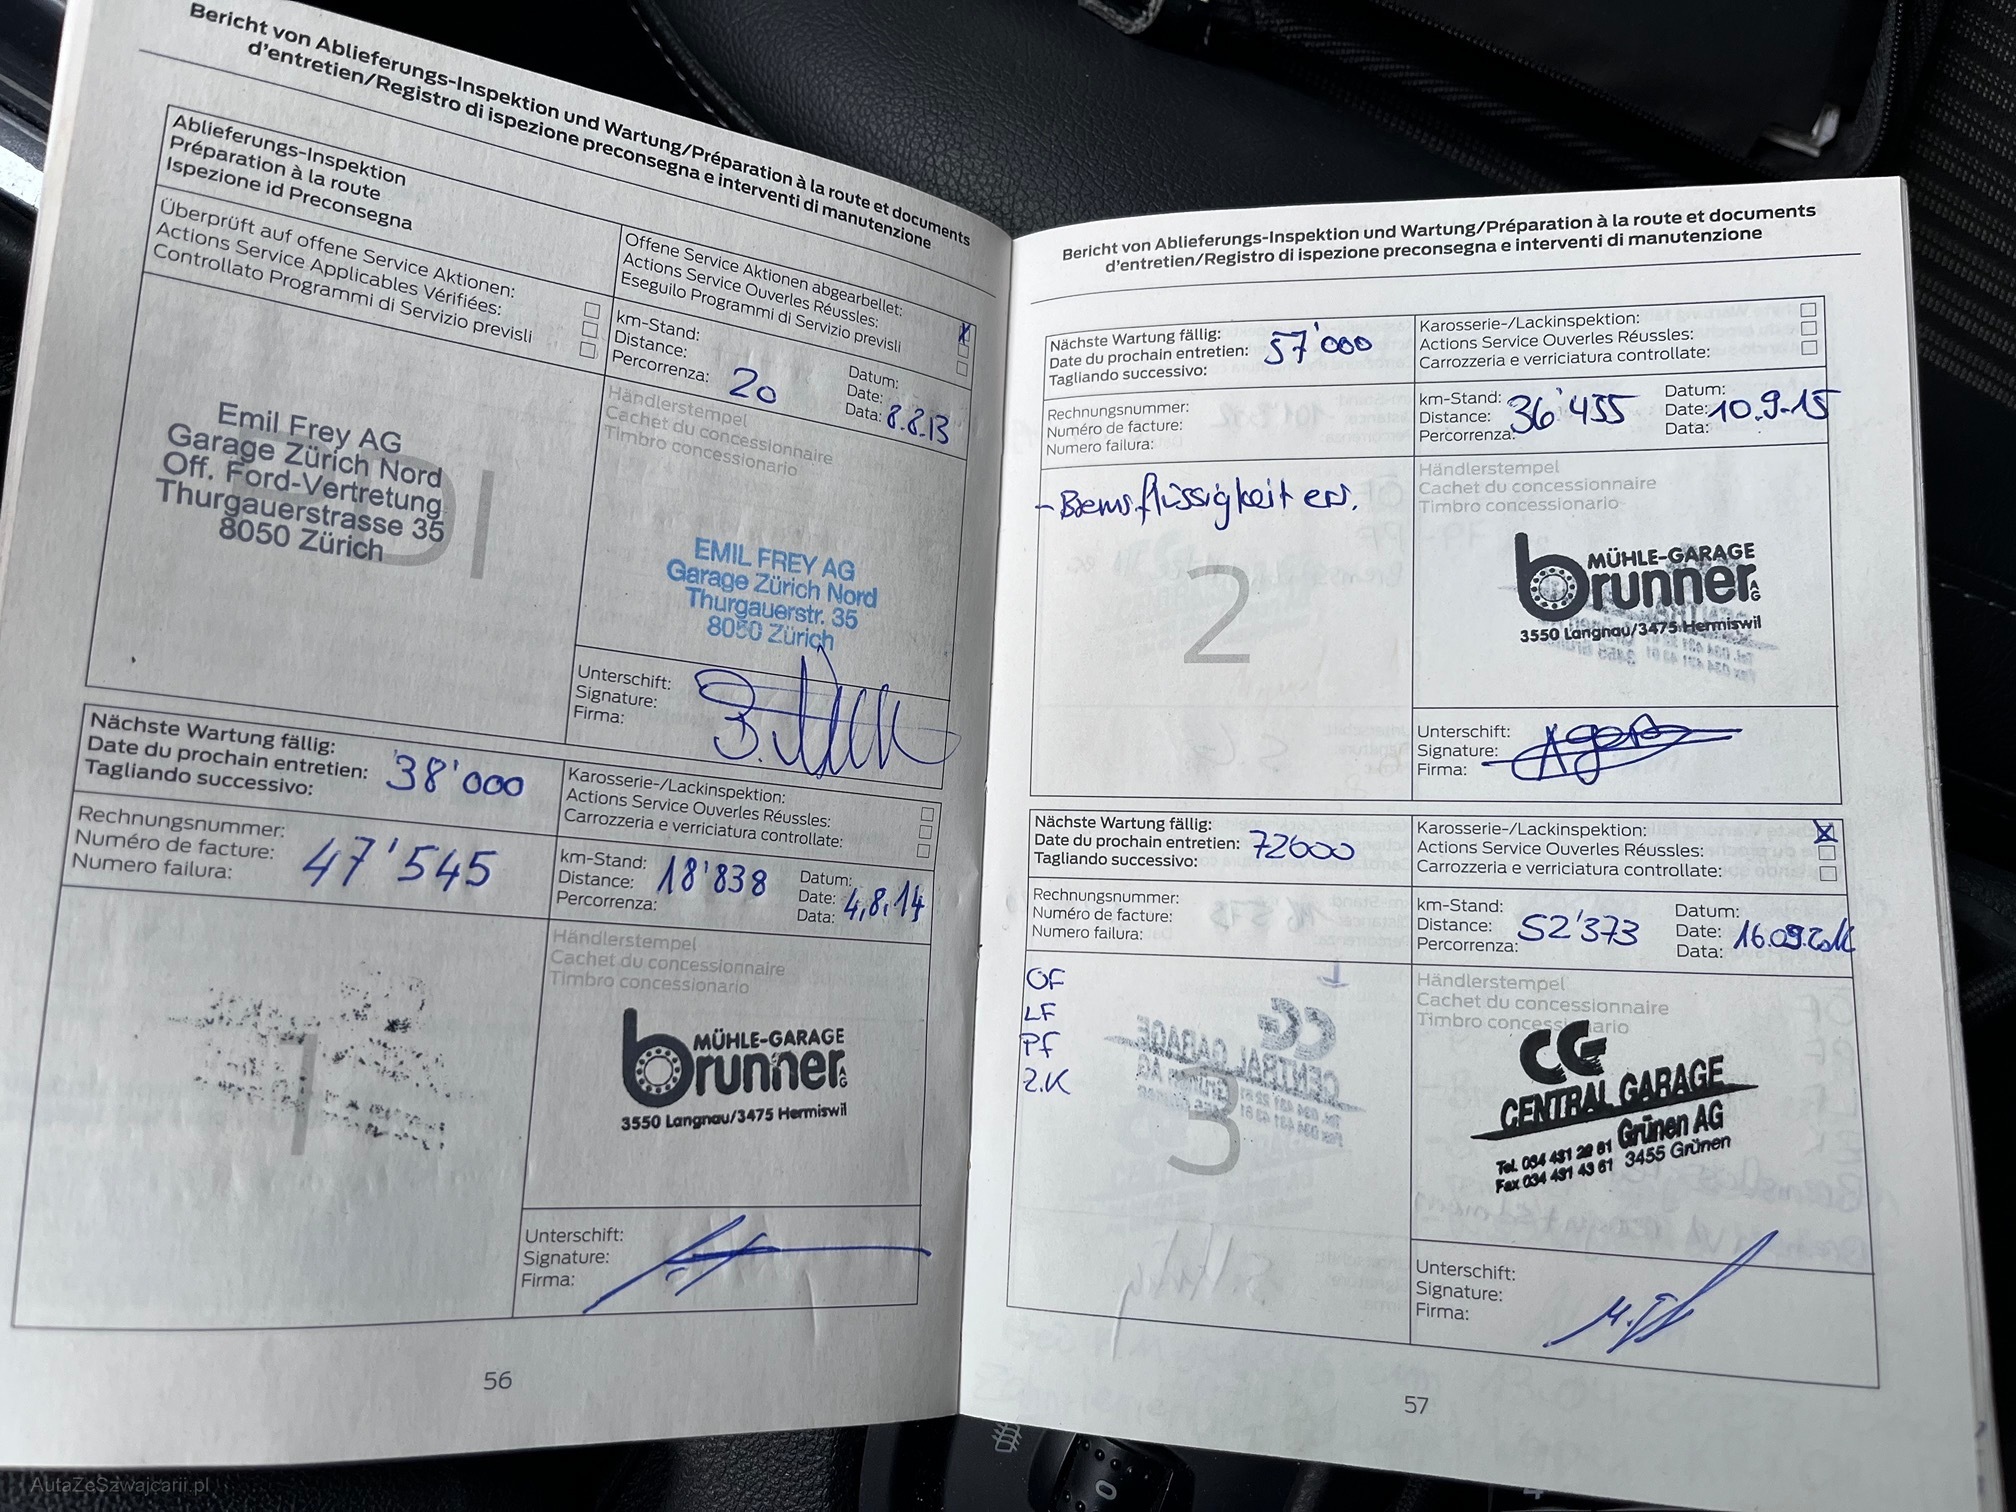 Bericht von Ablieferungs-Inspektion und Wartung/Préparation à la route et documents
d'entretien/Registro di ispezione preconsegna e interventi di manutenzione
Ablieferungs-Inspektion
Préparation à la route
Ispezione id Preconsegna
Überprüft auf offene Service Aktionen:
Actions Service Applicables Vérifiées:
Controllato Programmi di Servizio previsli
Offene Service Aktionen abgearbellet:
Actions Service Ouverles Réussles:
Eseguilo Programmi di Servizio previsli
km-Stand:
Distance:
Percorrenza: 20
Datum:
Date:
Data: 8.8.13
PDI
Emil Frey AG
Garage Zürich Nord
Off. Ford-Vertretung
Thurgauerstrasse 35
8050 Zürich
Händlerstempel
Cachet du concessionnaire
Timbro concessionario
EMIL FREY AG
Garage Zürich Nord
Thurgauerstr. 35
8050 Zürich
Unterschift:
Signature:
Firma:
Nächste Wartung fällig:
Date du prochain entretien: 38'000
Tagliando successivo:
Karosserie-/Lackinspektion:
Actions Service Ouverles Réussles:
Carrozzeria e verriciatura controllate:
Rechnungsnummer:
Numéro de facture: 47'545
Numero failura:
km-Stand:
Distance: 18'838
Percorrenza:
Datum:
Date: 4,8,14
Data:
1
Händlerstempel
Cachet du concessionnaire
Timbro concessionario
MÜHLE-GARAGE
brunner AG
3550 Langnau/3475 Hermiswil
Unterschift:
Signature:
Firma:
56
Bericht von Ablieferungs-Inspektion und Wartung/Préparation à la route et documents
d'entretien/Registro di ispezione preconsegna e interventi di manutenzione
Nächste Wartung fällig:
Date du prochain entretien: 57'000
Tagliando successivo:
Karosserie-/Lackinspektion:
Actions Service Ouverles Réussles:
Carrozzeria e verriciatura controllate:
Rechnungsnummer:
Numéro de facture:
Numero failura:
km-Stand:
Distance: 36'455
Percorrenza:
Datum:
Date: 10.9.15
Data:
- Bremsflüssigkeit ers.
2
Händlerstempel
Cachet du concessionnaire
Timbro concessionario
MÜHLE-GARAGE
brunner AG
3550 Langnau/3475 Hermiswil
Unterschift:
Signature:
Firma:
Nächste Wartung fällig:
Date du prochain entretien: 72000
Tagliando successivo:
Karosserie-/Lackinspektion: X
Actions Service Ouverles Réussles:
Carrozzeria e verriciatura controllate:
Rechnungsnummer:
Numéro de facture:
Numero failura:
km-Stand:
Distance: 52'373
Percorrenza:
Datum:
Date: 16.09.2016
Data:
OF
LF
PF
Z.K
3
Händlerstempel
Cachet du concessionnaire
Timbro concessionario
CG
CENTRAL GARAGE
Grünen AG
Tel. 034 431 22 61
Fax 034 431 43 61 3455 Grünen
Unterschift:
Signature:
Firma:
57
0
AutaZeSzwajcarii.pl